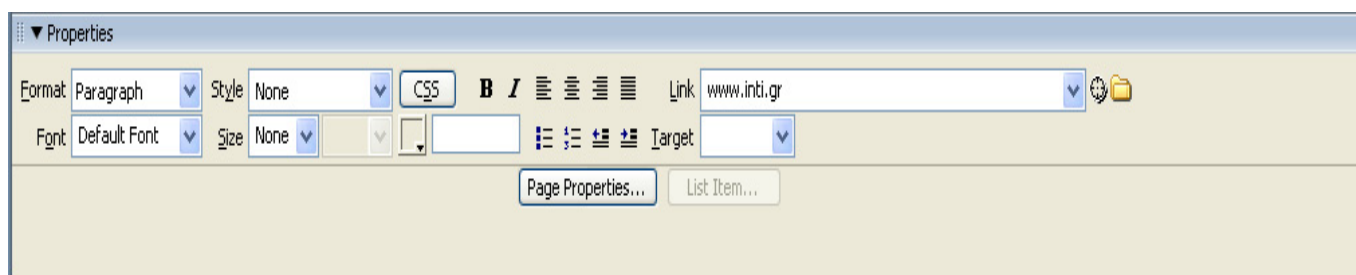 Properties
Format Paragraph Style None CSS B I Link www.inti.gr
Font Default Font Size None Target
Page Properties... List Item...